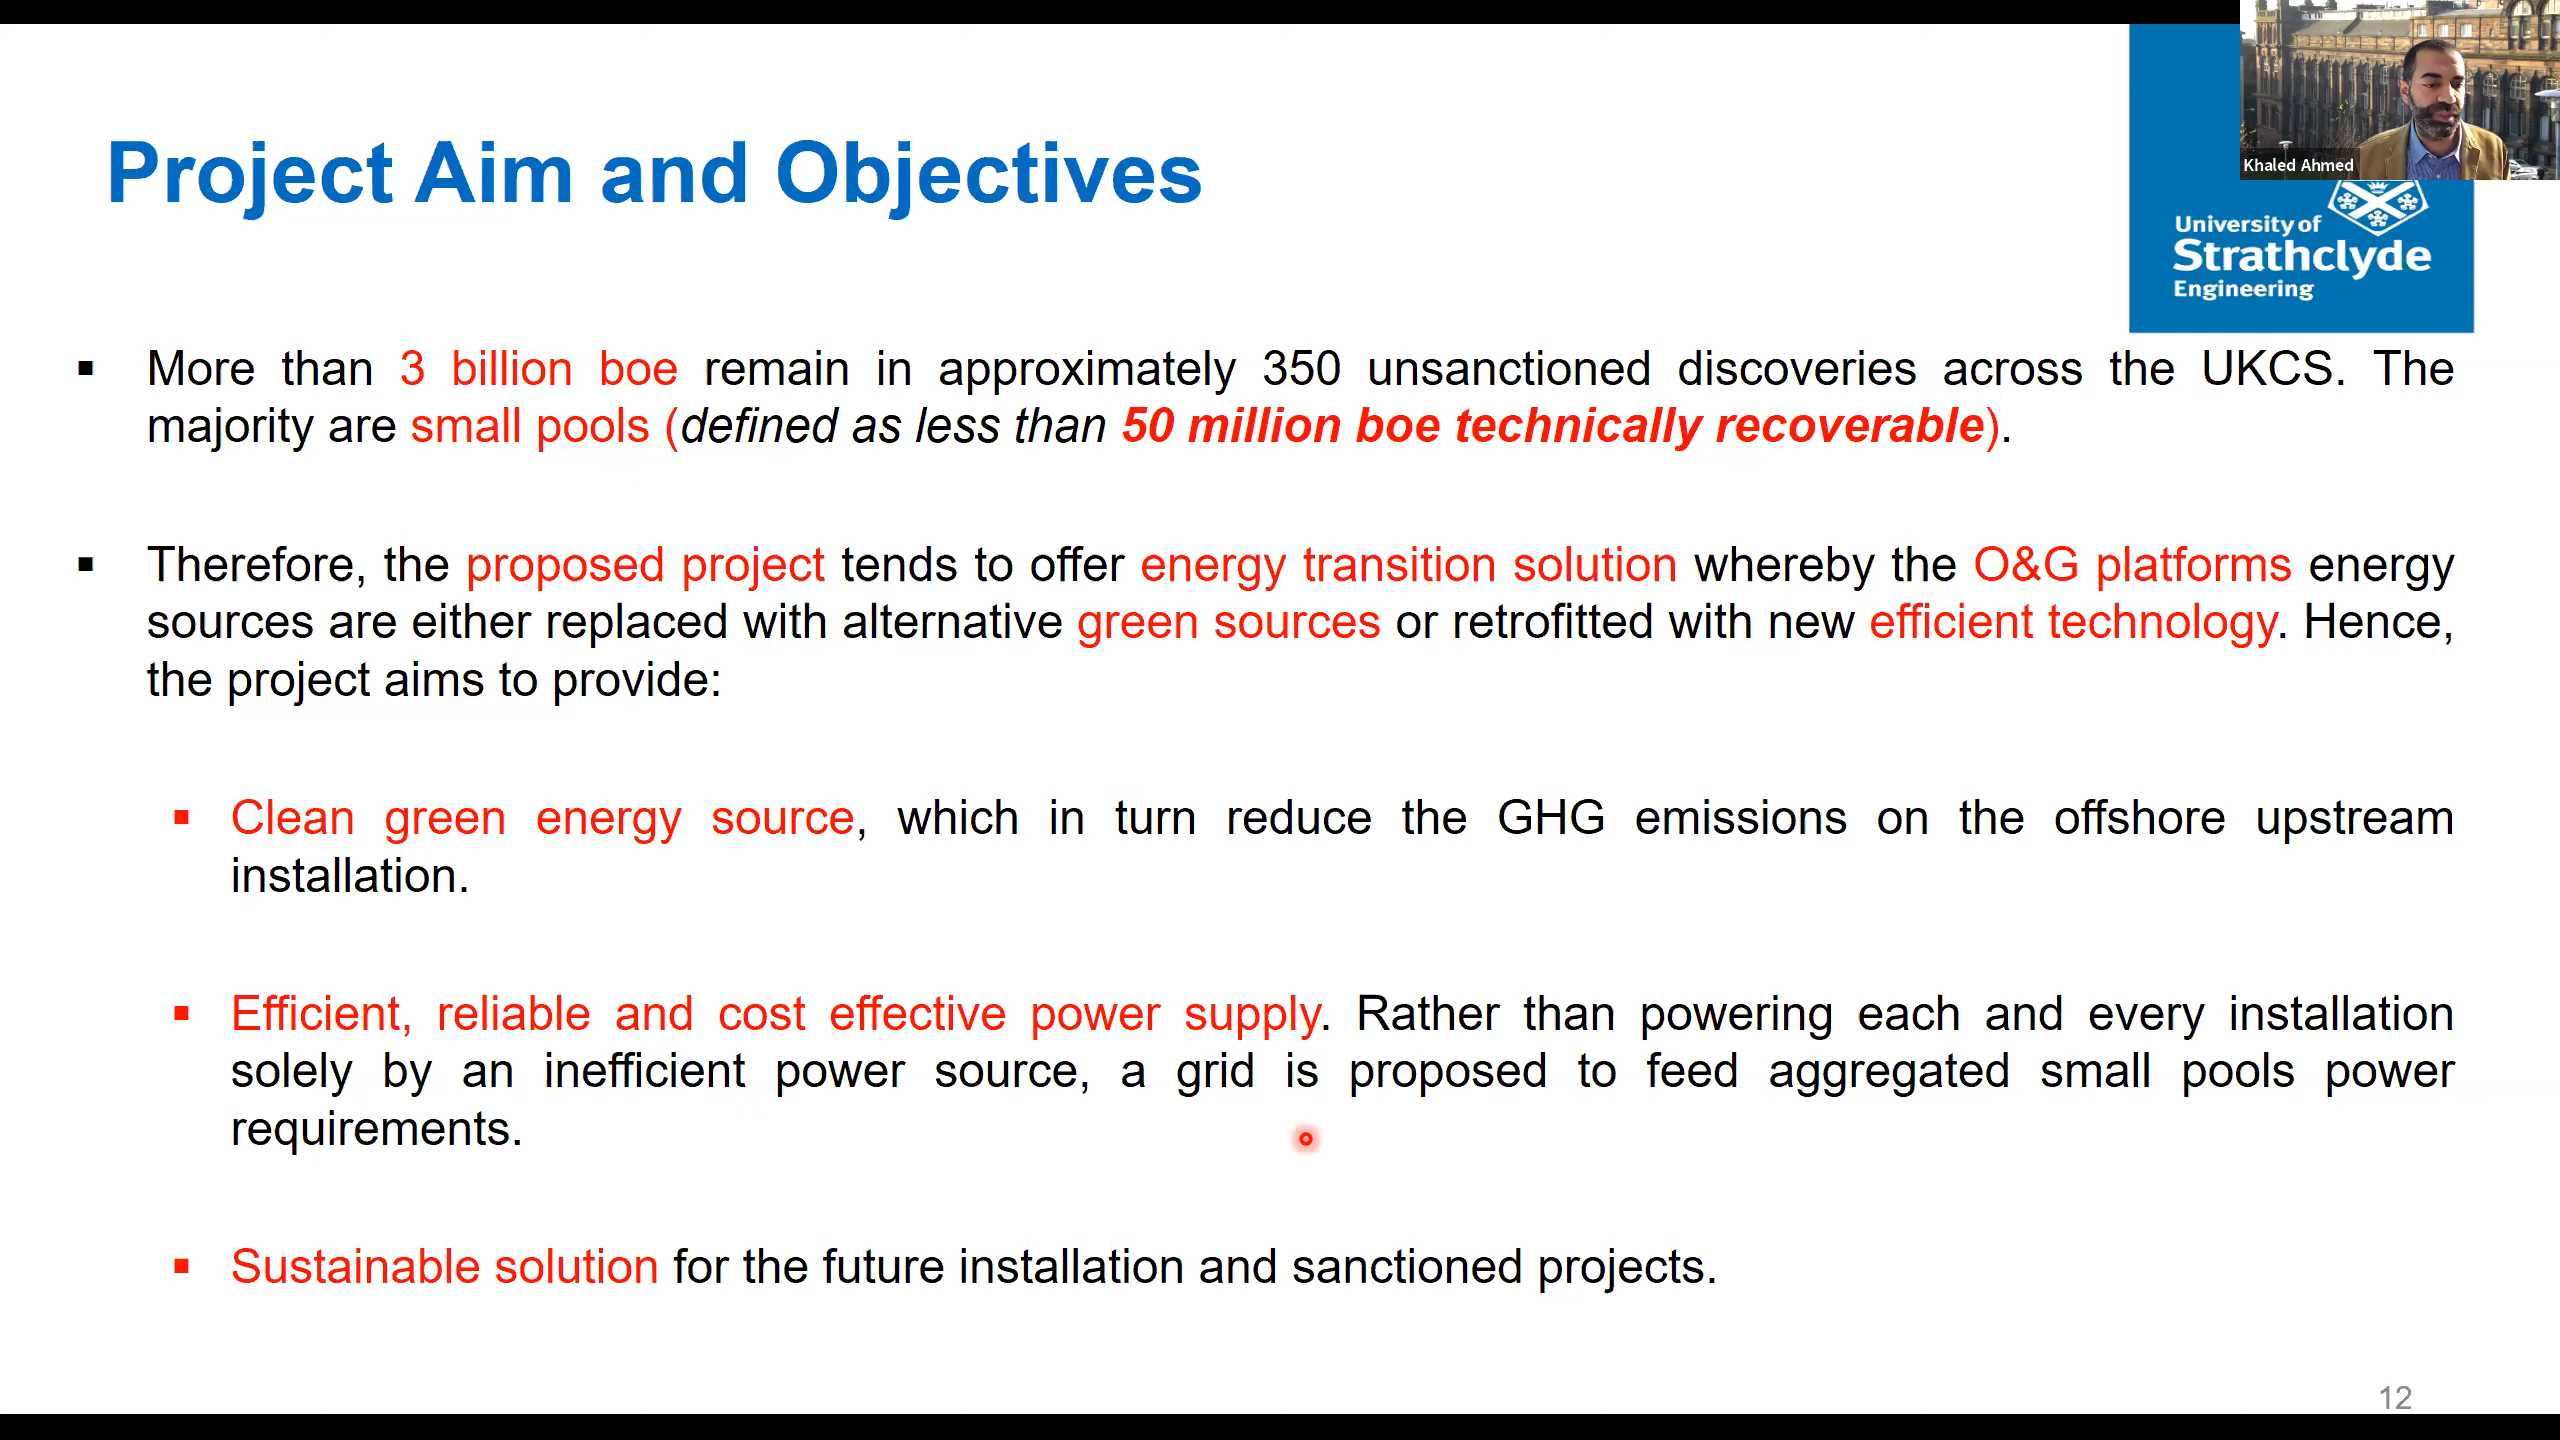 Khaled Ahmed
University of
Strathclyde
Engineering
Project Aim and Objectives
▪ More than 3 billion boe remain in approximately 350 unsanctioned discoveries across the UKCS. The
majority are small pools (defined as less than 50 million boe technically recoverable).
▪ Therefore, the proposed project tends to offer energy transition solution whereby the O&G platforms energy
sources are either replaced with alternative green sources or retrofitted with new efficient technology. Hence,
the project aims to provide:
▪ Clean green energy source, which in turn reduce the GHG emissions on the offshore upstream
installation.
▪ Efficient, reliable and cost effective power supply. Rather than powering each and every installation
solely by an inefficient power source, a grid is proposed to feed aggregated small pools power
requirements.
▪ Sustainable solution for the future installation and sanctioned projects.
12